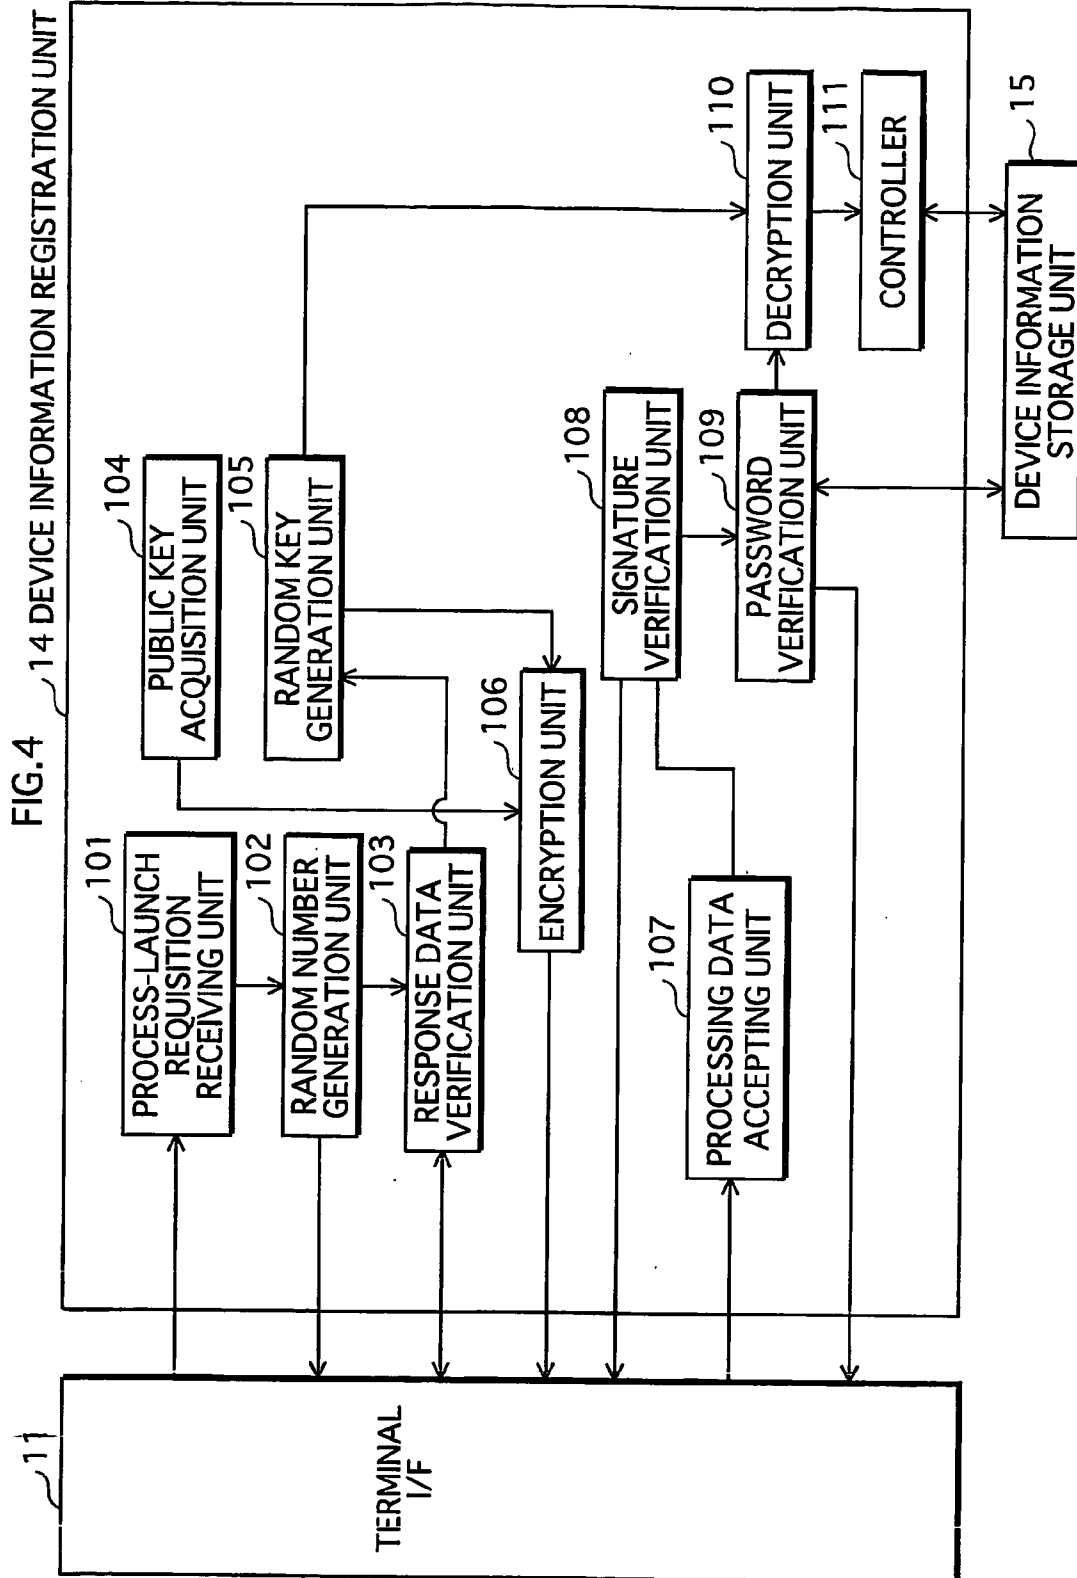 FIG.4
14 DEVICE INFORMATION REGISTRATION UNIT
11
TERMINAL
I/F
101
PROCESS-LAUNCH
REQUISITION
RECEIVING UNIT
102
RANDOM NUMBER
GENERATION UNIT
103
RESPONSE DATA
VERIFICATION UNIT
104
PUBLIC KEY
ACQUISITION UNIT
105
RANDOM KEY
GENERATION UNIT
106
ENCRYPTION UNIT
107
PROCESSING DATA
ACCEPTING UNIT
108
SIGNATURE
VERIFICATION UNIT
109
PASSWORD
VERIFICATION UNIT
110
DECRYPTION UNIT
111
CONTROLLER
15
DEVICE INFORMATION
STORAGE UNIT